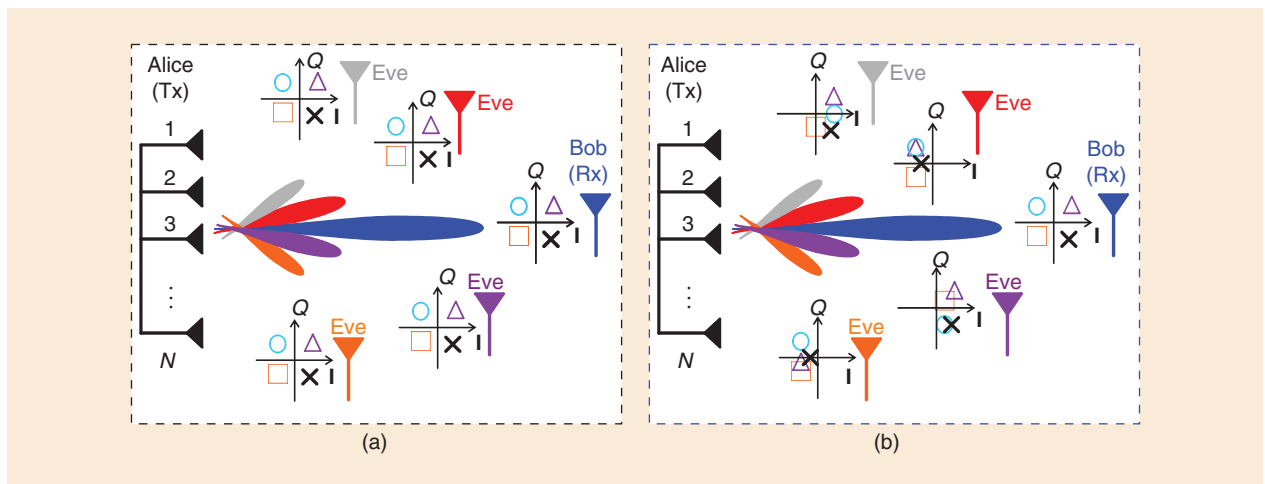 Alice
(Tx)
1
2
3
⋮
N
Q
I
Eve
Q
I
Eve
Bob
(Rx)
Q
I
Eve
Q
I
Eve
Q
I
(a)
Alice
(Tx)
1
2
3
⋮
N
Q
I
Eve
Q
I
Eve
Bob
(Rx)
Q
I
Eve
Q
I
Eve
Q
I
(b)